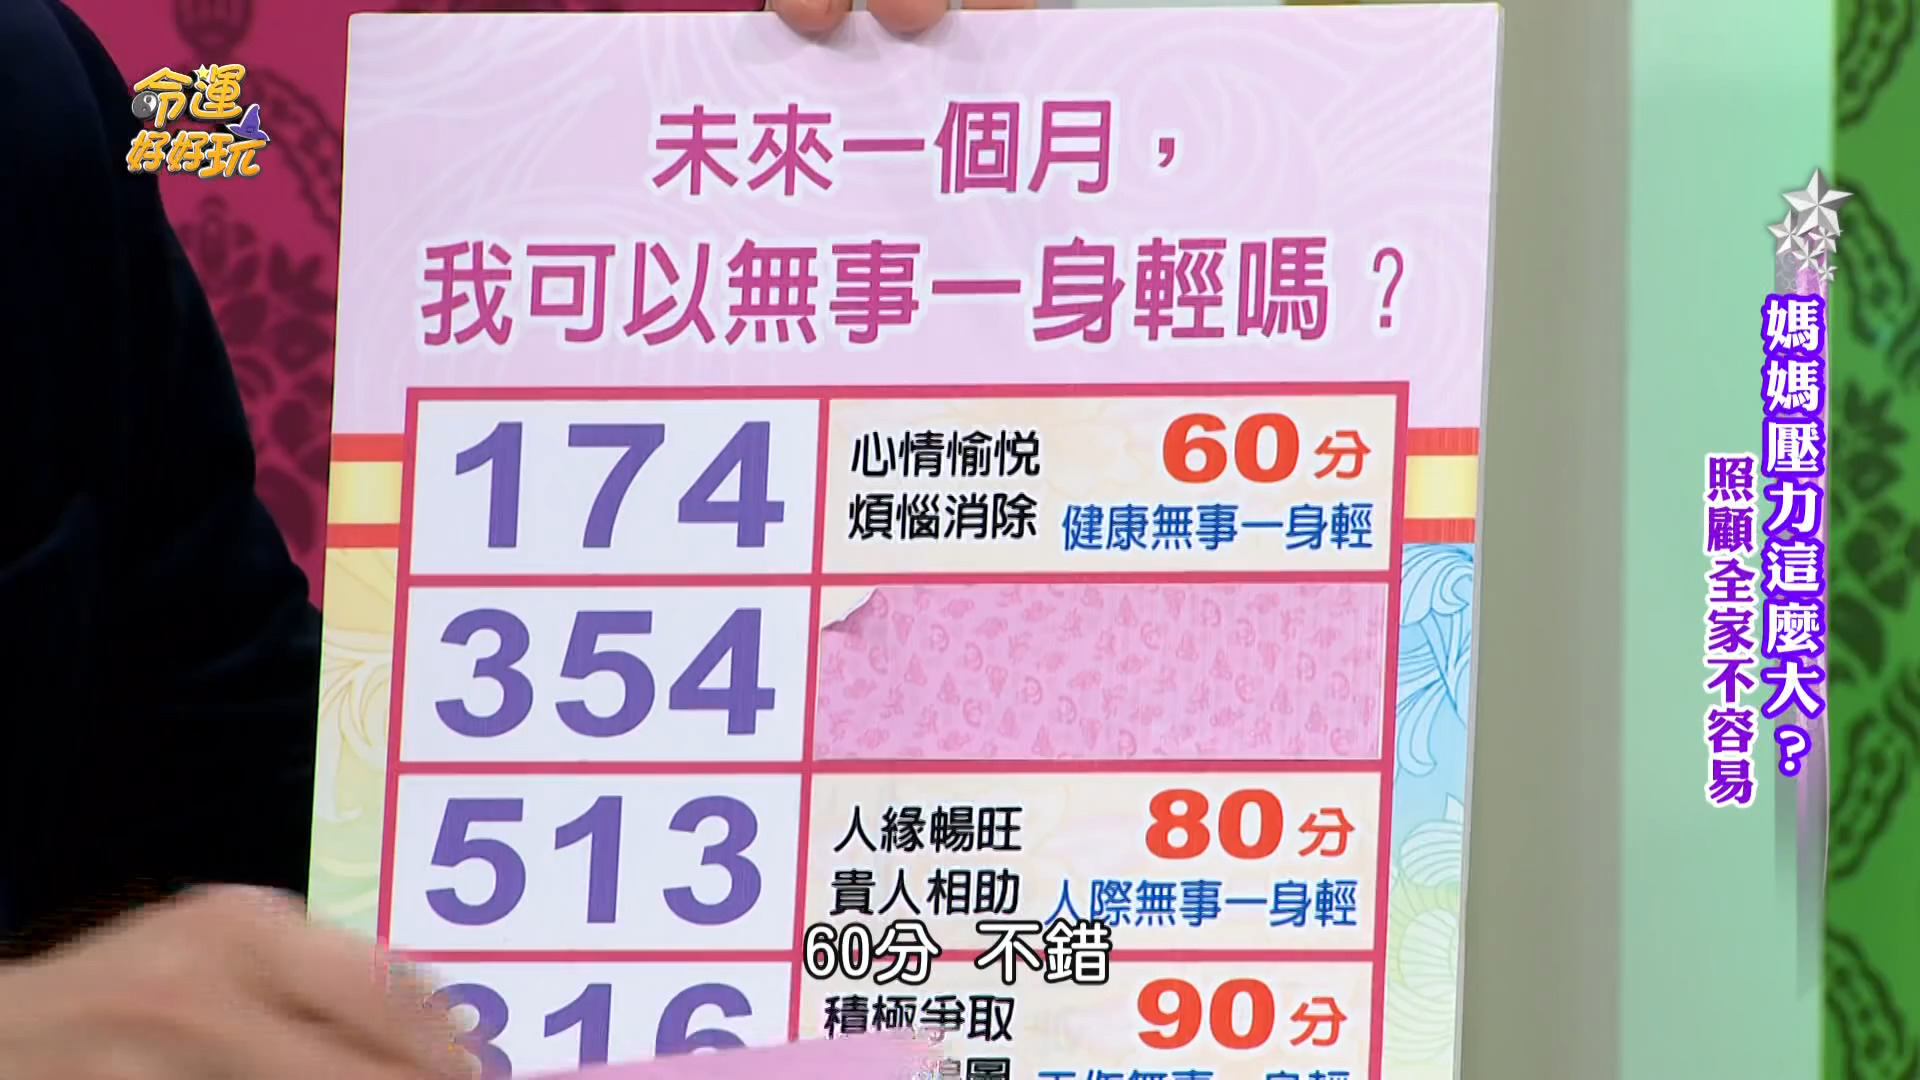 命運
好好玩
未來一個月，
我可以無事一身輕嗎？
174
心情愉悅
煩惱消除
60分
健康無事一身輕
354
513
人緣暢旺
貴人相助
80分
人際無事一身輕
316
積極爭取
90分
60分 不錯
媽媽壓力這麼大？
照顧全家不容易